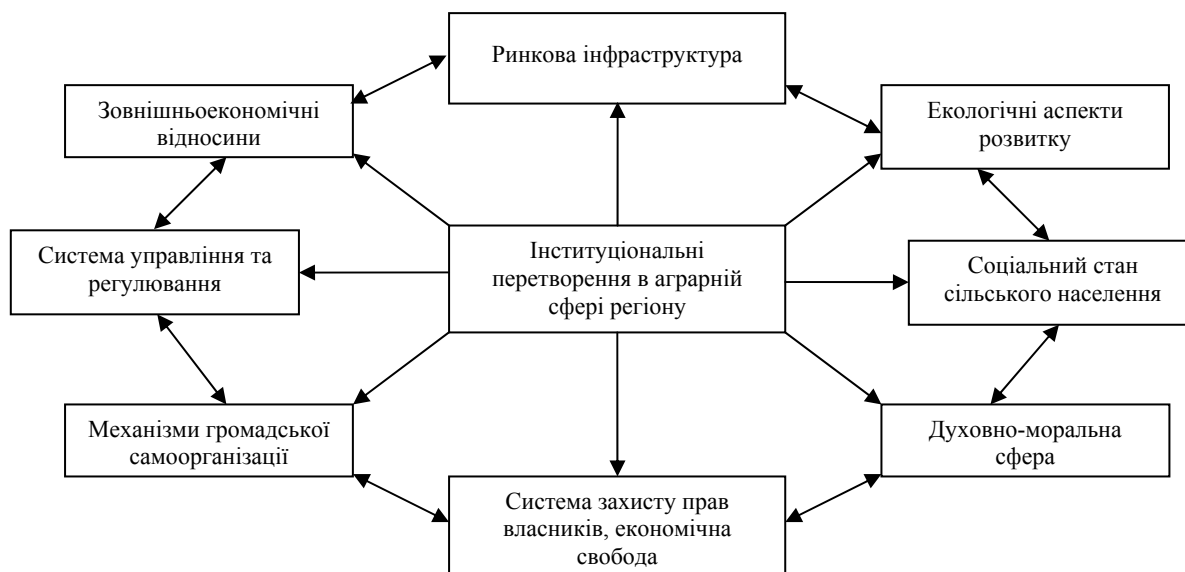 Ринкова інфраструктура
Зовнішньоекономічні
відносини
Екологічні аспекти
розвитку
Система управління та
регулювання
Інституціональні
перетворення в аграрній
сфері регіону
Соціальний стан
сільського населення
Механізми громадської
самоорганізації
Духовно-моральна
сфера
Система захисту прав
власників, економічна
свобода